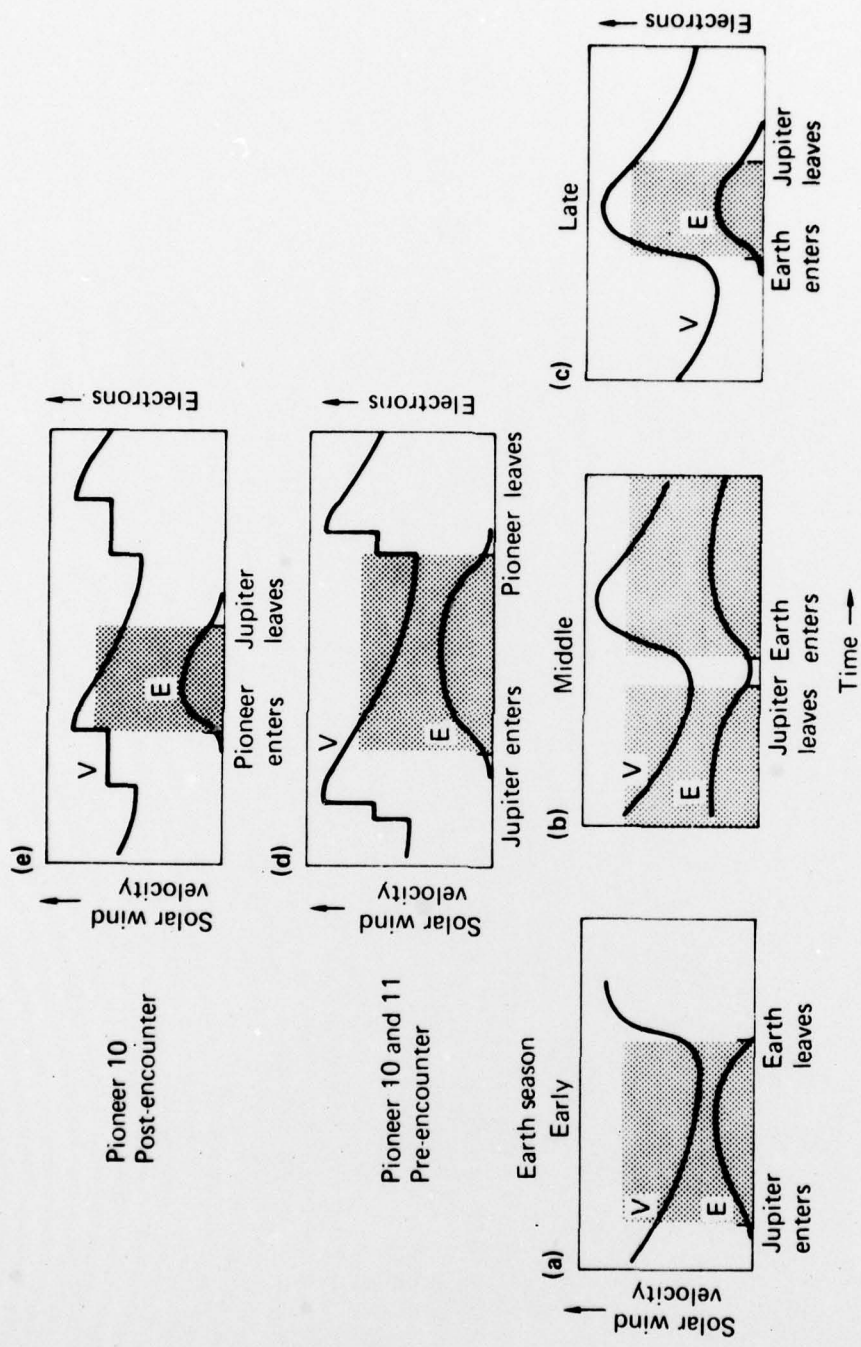 Pioneer 10
Post-encounter
(e)
Solar wind
velocity
V
E
Electrons
Pioneer
enters
Jupiter
leaves
Pioneer 10 and 11
Pre-encounter
(d)
Solar wind
velocity
V
E
Electrons
Jupiter enters
Pioneer leaves
Earth season
Early
(a)
Solar wind
velocity
V
E
Jupiter
enters
Earth
leaves
Middle
(b)
V
E
Jupiter
leaves
Earth
enters
Time
Late
(c)
V
E
Electrons
Earth
enters
Jupiter
leaves